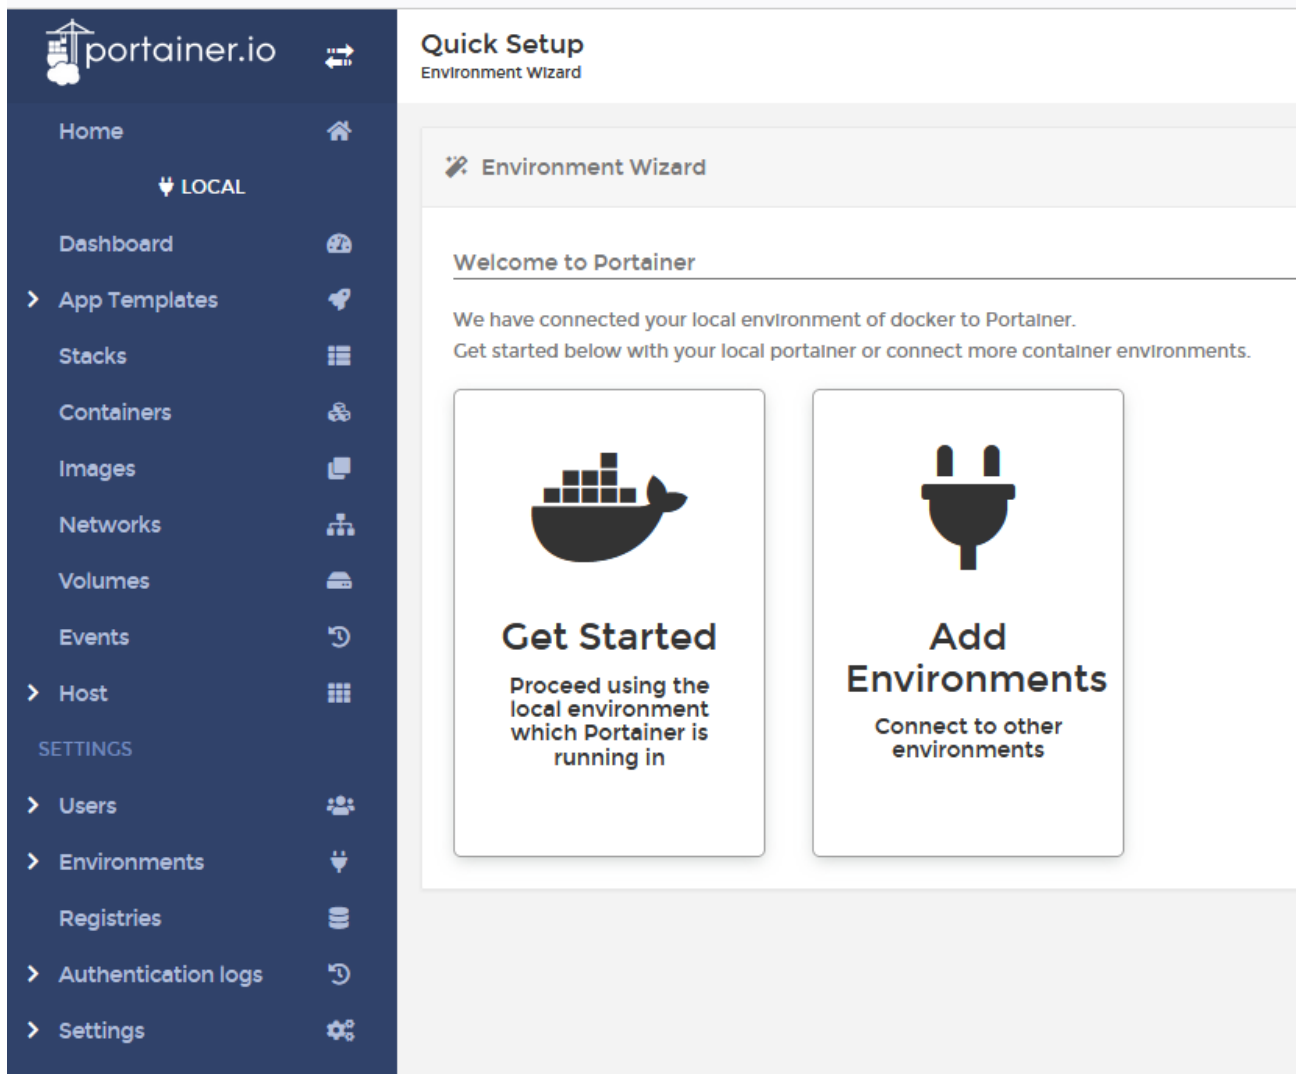 portainer.io
Home
LOCAL
Dashboard
App Templates
Stacks
Containers
Images
Networks
Volumes
Events
Host
SETTINGS
Users
Environments
Registries
Authentication logs
Settings
Quick Setup
Environment Wizard
Environment Wizard
Welcome to Portainer
We have connected your local environment of docker to Portainer.
Get started below with your local portainer or connect more container environments.
Get Started
Proceed using the
local environment
which Portainer is
running in
Add
Environments
Connect to other
environments